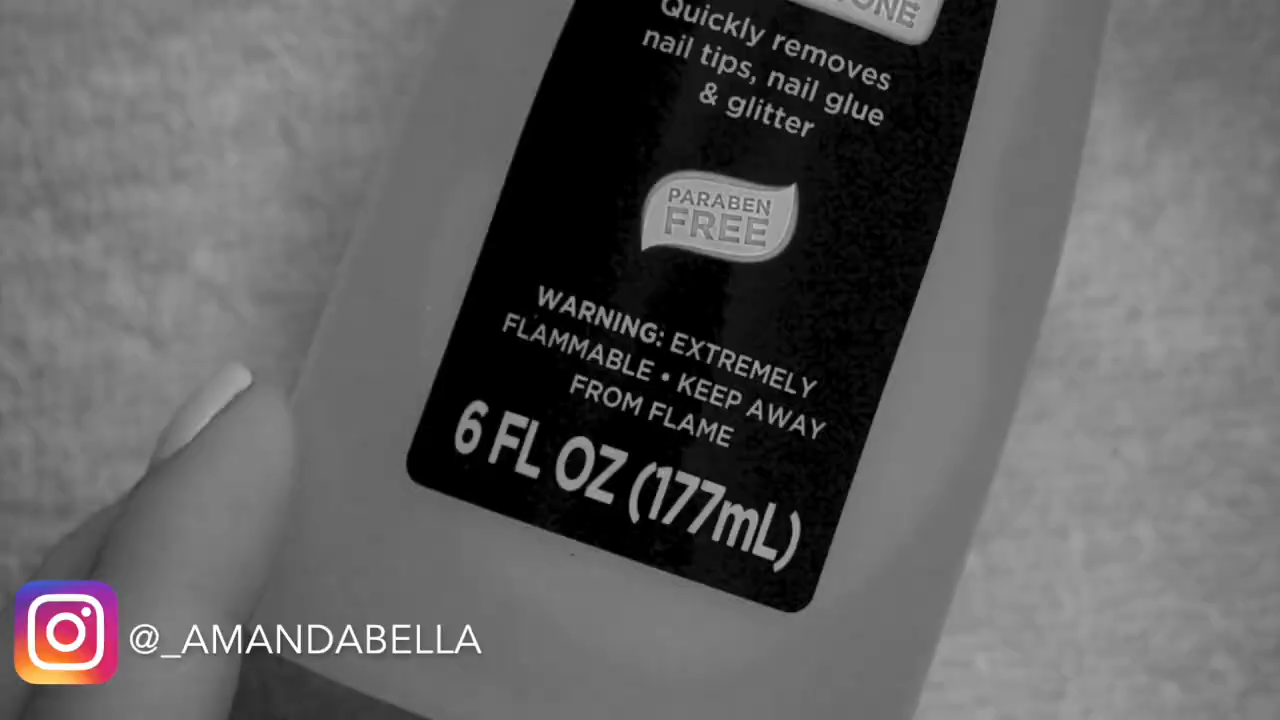 Quickly removes
nail tips, nail glue
& glitter
PARABEN
FREE
WARNING: EXTREMELY
FLAMMABLE • KEEP AWAY
FROM FLAME
6 FL OZ (177mL)
@_AMANDABELLA